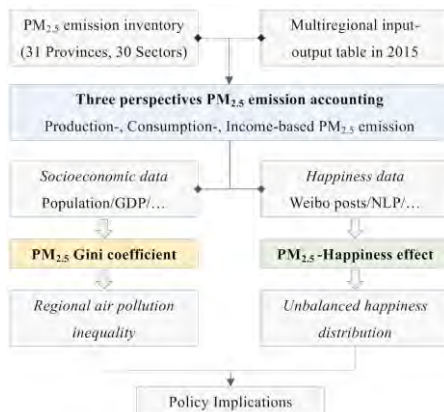 PM2.5 emission inventory
(31 Provinces, 30 Sectors)
Multiregional input-
output table in 2015
Three perspectives PM2.5 emission accounting
Production-, Consumption-, Income-based PM2.5 emission
Socioeconomic data
Population/GDP/…
Happiness data
Weibo posts/NLP/…
PM2.5 Gini coefficient
PM2.5-Happiness effect
Regional air pollution
inequality
Unbalanced happiness
distribution
Policy Implications